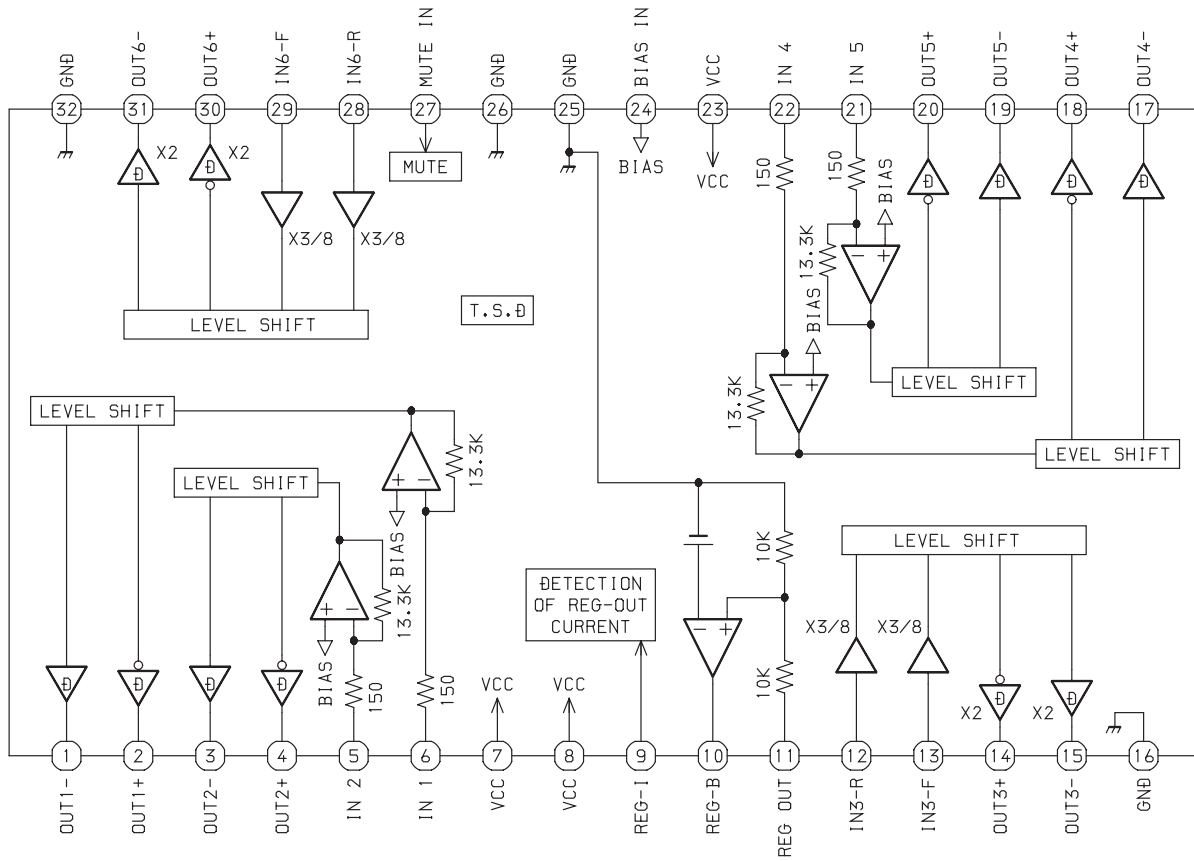 GND
OUT6-
OUT6+
IN6-F
IN6-R
MUTE IN
GND
GND
BIAS IN
VCC
IN 4
IN 5
OUT5+
OUT5-
OUT4+
OUT4-
32
31
30
29
28
27
26
25
24
23
22
21
20
19
18
17
D
X2
D
X2
MUTE
BIAS
VCC
150
150
D
D
D
D
X3/8
X3/8
13.3K
- +
BIAS
LEVEL SHIFT
T.S.D
BIAS
13.3K
- +
LEVEL SHIFT
LEVEL SHIFT
LEVEL SHIFT
+ -
13.3K
BIAS
LEVEL SHIFT
+ -
13.3K
BIAS
10K
LEVEL SHIFT
DETECTION
OF REG-OUT
CURRENT
- +
10K
X3/8
X3/8
D
D
D
D
150
150
VCC
VCC
X2
D
X2
D
1
2
3
4
5
6
7
8
9
10
11
12
13
14
15
16
OUT1-
OUT1+
OUT2-
OUT2+
IN 2
IN 1
VCC
VCC
REG-I
REG-B
REG OUT
IN3-R
IN3-F
OUT3+
OUT3-
GND